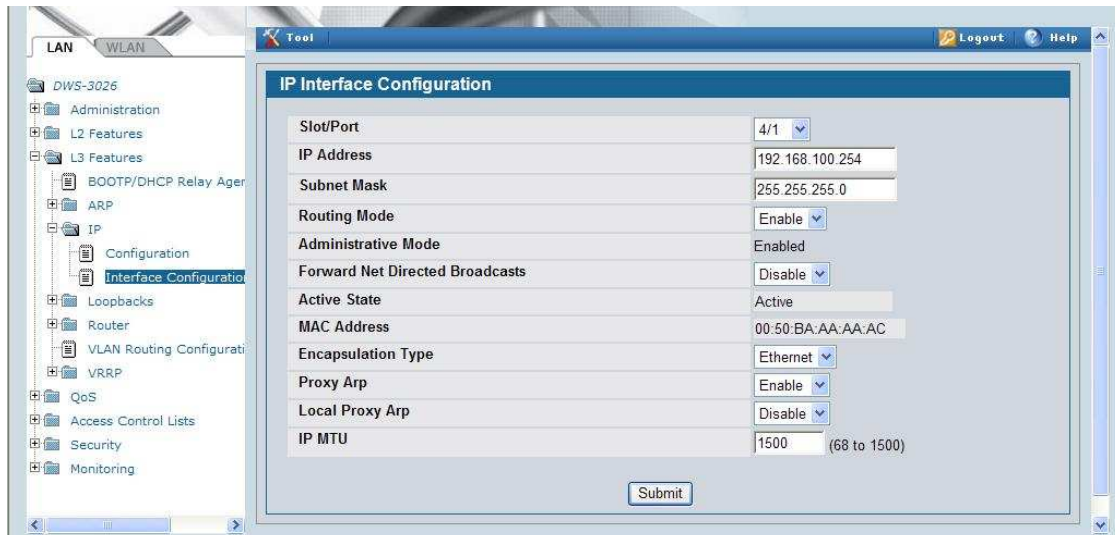 LAN WLAN
Tool Logout Help
DWS-3026
Administration
L2 Features
L3 Features
BOOTP/DHCP Relay Agen
ARP
IP
Configuration
Interface Configuration
Loopbacks
Router
VLAN Routing Configurati
VRRP
QoS
Access Control Lists
Security
Monitoring
IP Interface Configuration
Slot/Port 4/1
IP Address 192.168.100.254
Subnet Mask 255.255.255.0
Routing Mode Enable
Administrative Mode Enabled
Forward Net Directed Broadcasts Disable
Active State Active
MAC Address 00:50:BA:AA:AA:AC
Encapsulation Type Ethernet
Proxy Arp Enable
Local Proxy Arp Disable
IP MTU 1500 (68 to 1500)
Submit